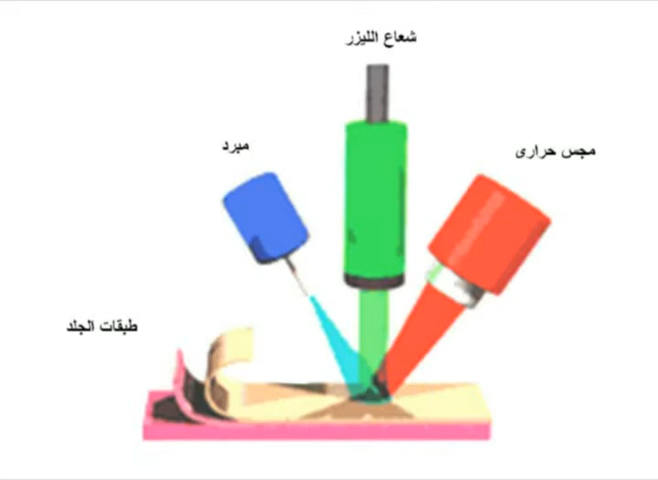 شعاع الليزر
مبرد
مجس حرارى
طبقات الجلد